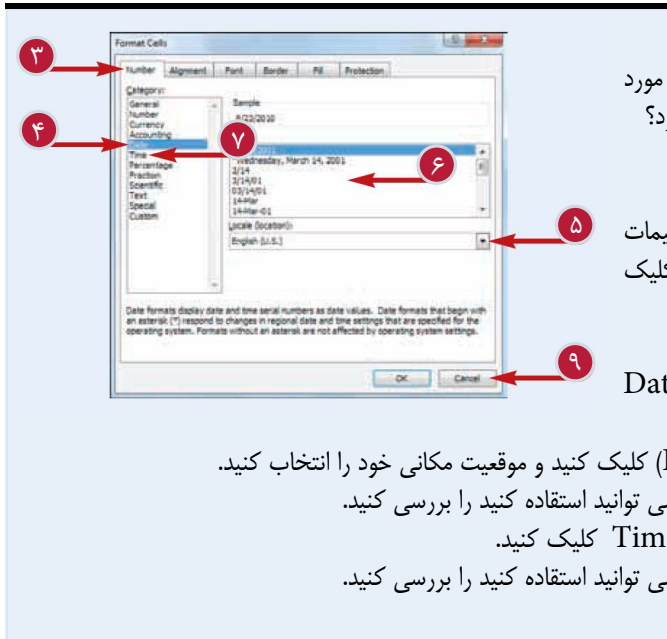 Format Cells
Number Alignment Font Border Fill Protection
Category:
General
Number
Currency
Accounting
Date
Time
Percentage
Fraction
Scientific
Text
Special
Custom
Sample
8/23/2010
Wednesday, March 14, 2001
3/14
3/14/01
03/14/01
14-Mar
14-Mar-01
Locale (location):
English (U.S.)
Date formats display date and time serial numbers as date values. Date formats that begin with
an asterisk (*) respond to changes in regional date and time settings that are specified for the
operating system. Formats without an asterisk are not affected by operating system settings.
OK Cancel
۳
۴
۷
۶
۵
۹
مورد
د؟
یمات
کلیک
Dat
) کلیک کنید و موقعیت مکانی خود را انتخاب کنید.
ی توانید استفاده کنید را بررسی کنید.
Tim کلیک کنید.
ی توانید استفاده کنید را بررسی کنید.